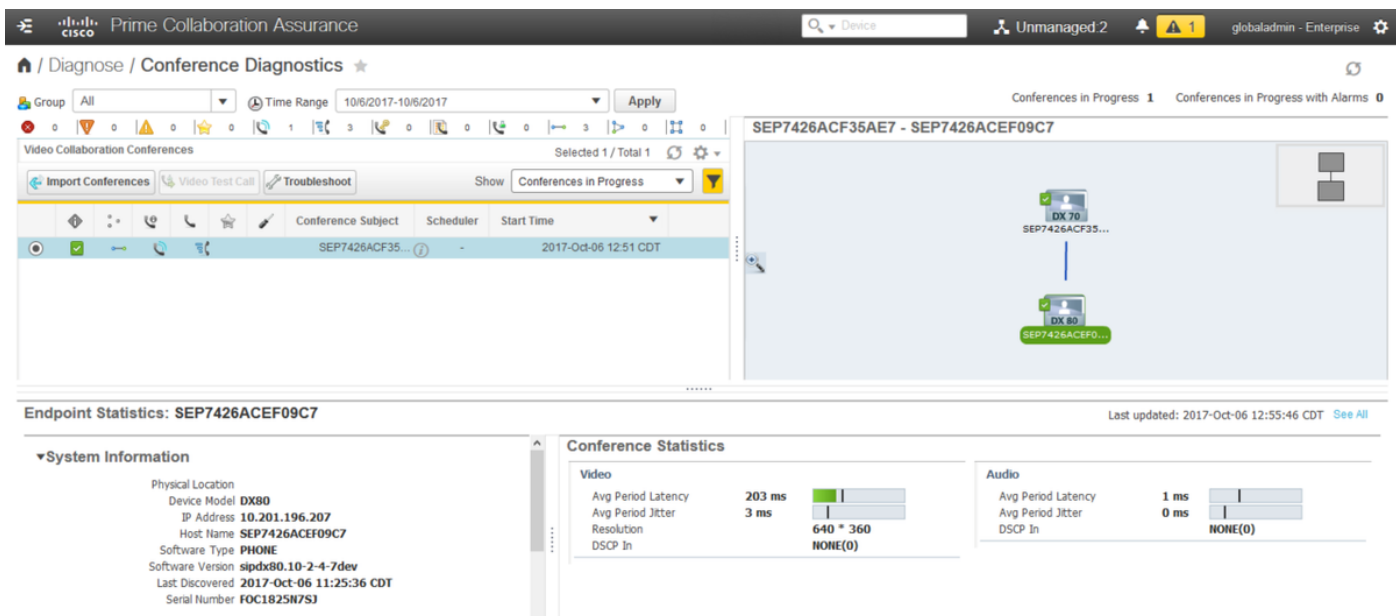 cisco Prime Collaboration Assurance Device Unmanaged:2 1 globaladmin - Enterprise
/ Diagnose / Conference Diagnostics
Group All Time Range 10/6/2017-10/6/2017 Apply
Conferences in Progress 1 Conferences in Progress with Alarms 0
0 0 0 0 1 3 0 0 0 3 0 0
Video Collaboration Conferences Selected 1 / Total 1
Import Conferences Video Test Call Troubleshoot Show Conferences in Progress
Conference Subject Scheduler Start Time
SEP7426ACF35... - 2017-Oct-06 12:51 CDT
SEP7426ACF35AE7 - SEP7426ACEF09C7
DX 70
SEP7426ACF35...
DX 80
SEP7426ACEF0...
Endpoint Statistics: SEP7426ACEF09C7
Last updated: 2017-Oct-06 12:55:46 CDT See All
System Information
Physical Location
Device Model DX80
IP Address 10.201.196.207
Host Name SEP7426ACEF09C7
Software Type PHONE
Software Version sipdx80.10-2-4-7dev
Last Discovered 2017-Oct-06 11:25:36 CDT
Serial Number FOC1825N7SJ
Conference Statistics
Video
Avg Period Latency 203 ms
Avg Period Jitter 3 ms
Resolution 640 * 360
DSCP In NONE(0)
Audio
Avg Period Latency 1 ms
Avg Period Jitter 0 ms
DSCP In NONE(0)